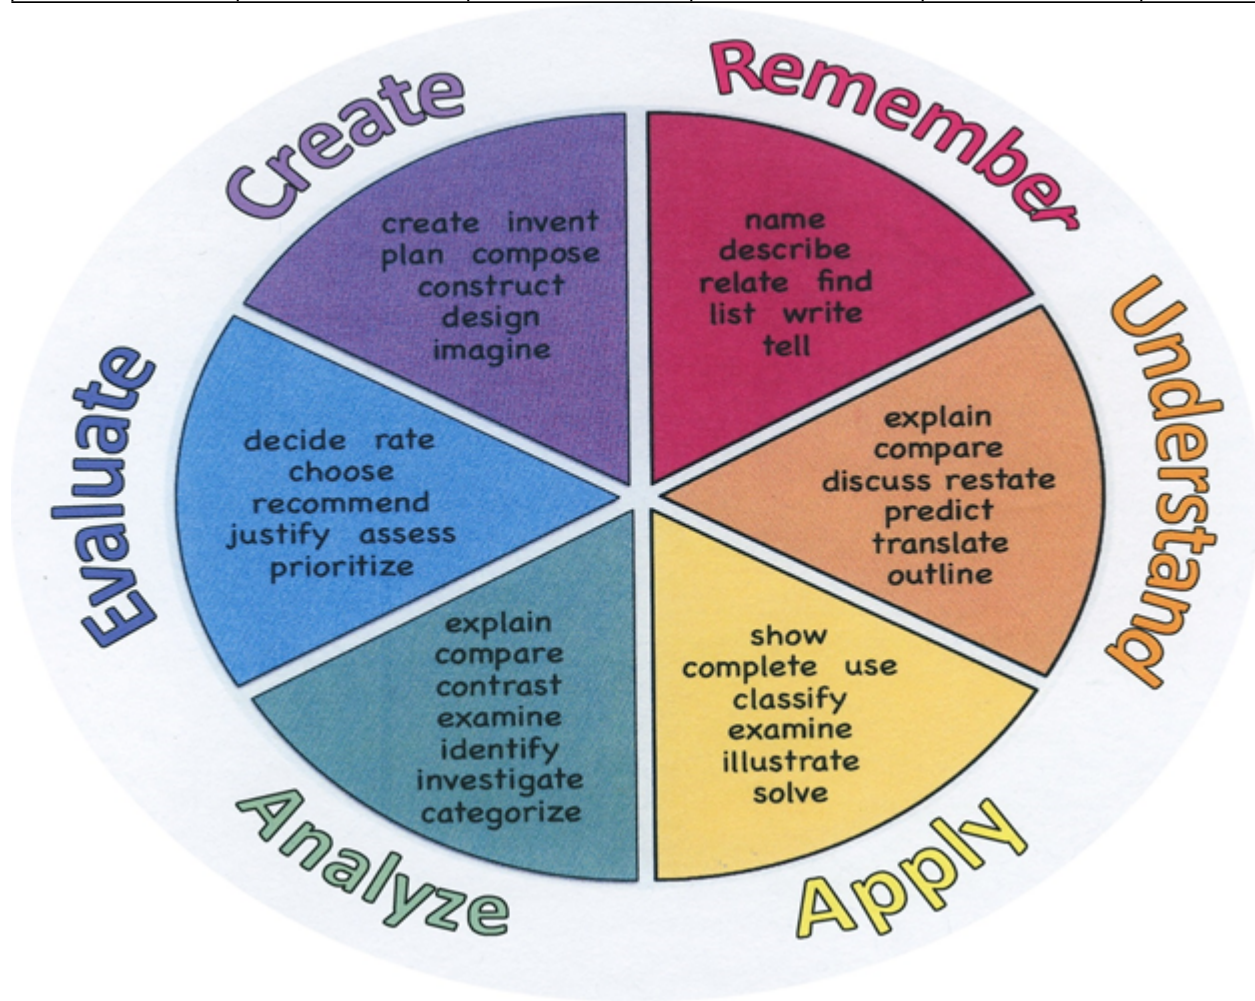 Remember
name
describe
relate find
list write
tell
Understand
explain
compare
discuss restate
predict
translate
outline
Apply
show
complete use
classify
examine
illustrate
solve
Analyze
explain
compare
contrast
examine
identify
investigate
categorize
Evaluate
decide rate
choose
recommend
justify assess
prioritize
Create
create invent
plan compose
construct
design
imagine